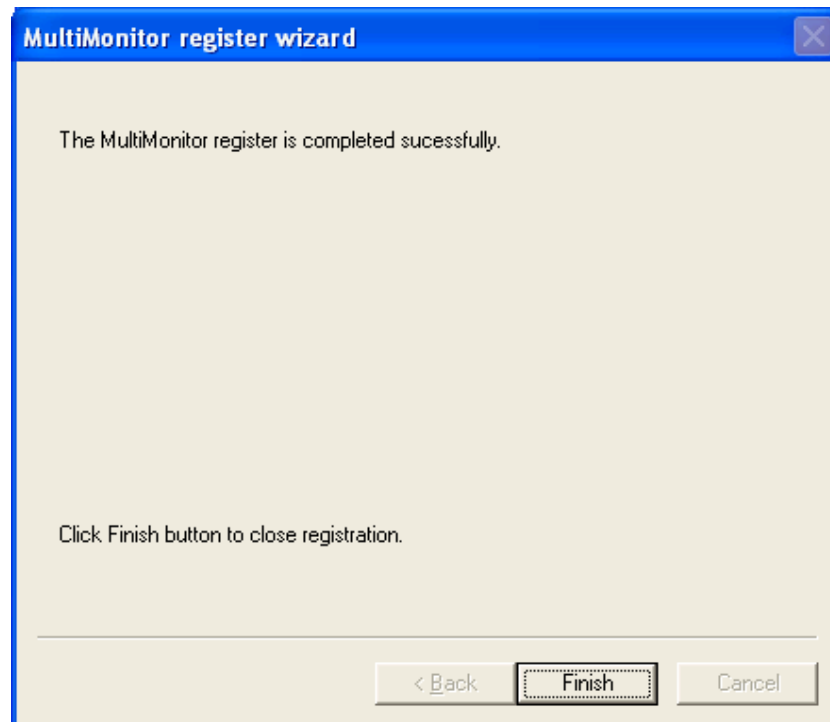 MultiMonitor register wizard
The MultiMonitor register is completed sucessfully.
Click Finish button to close registration.
< Back Finish Cancel